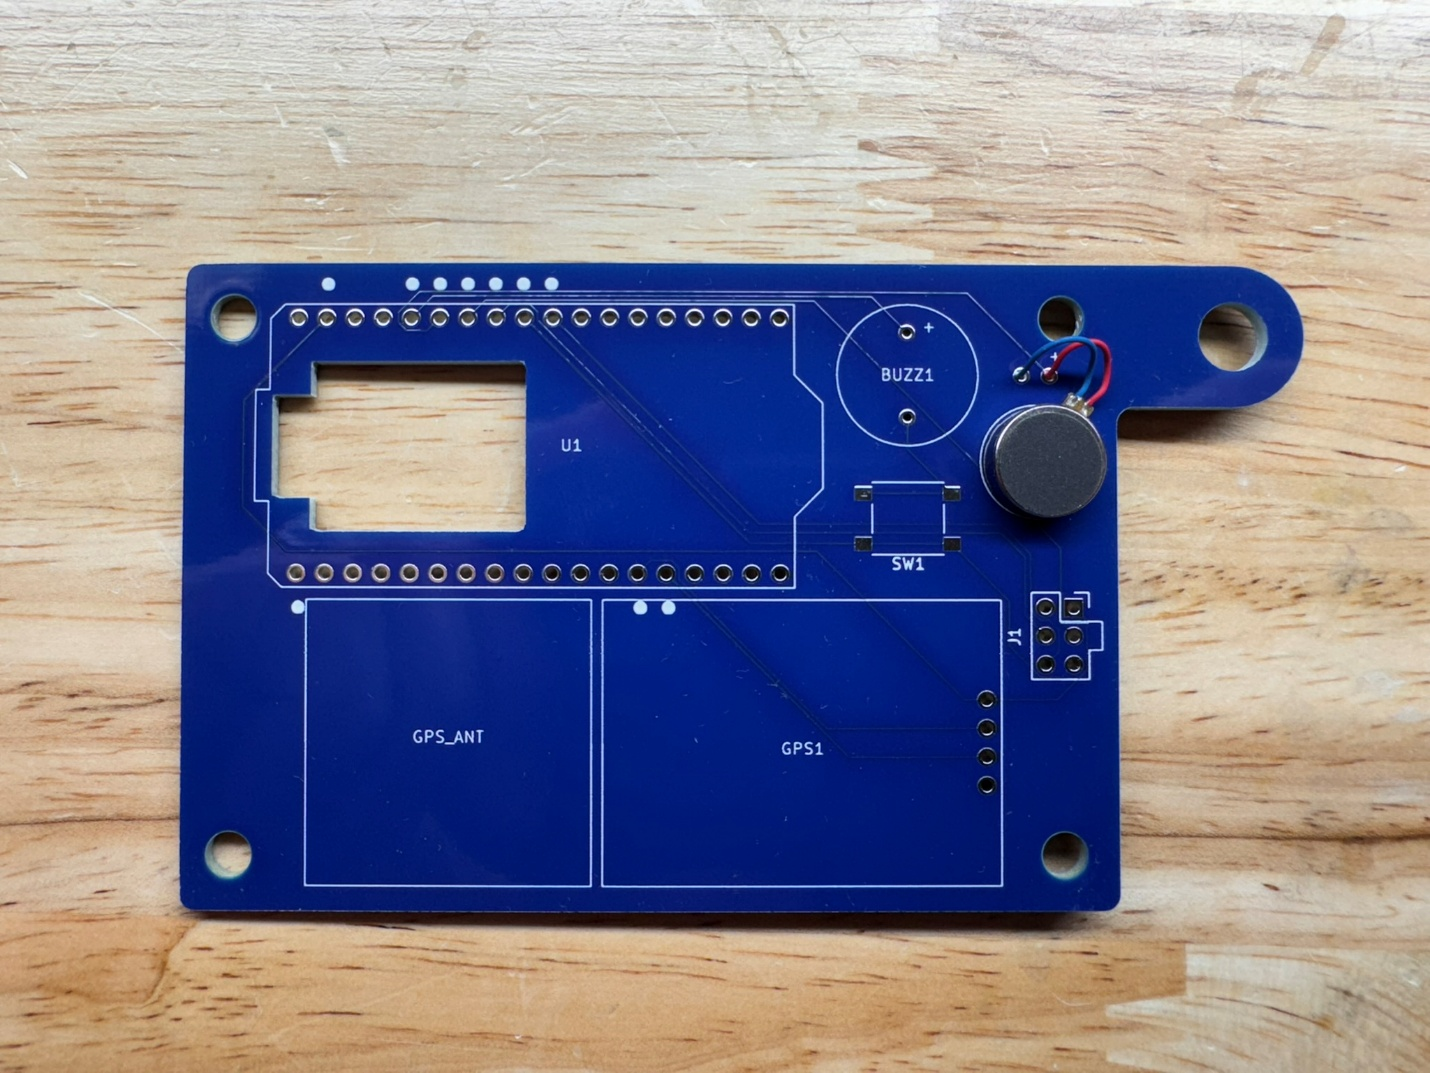 +
BUZZ1
+
U1
SW1
J1
GPS_ANT
GPS1